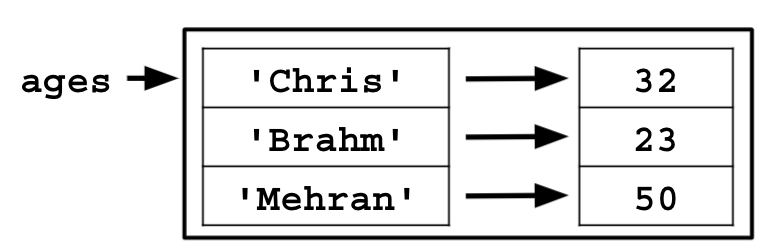 ages 'Chris' 32
'Brahm' 23
'Mehran' 50